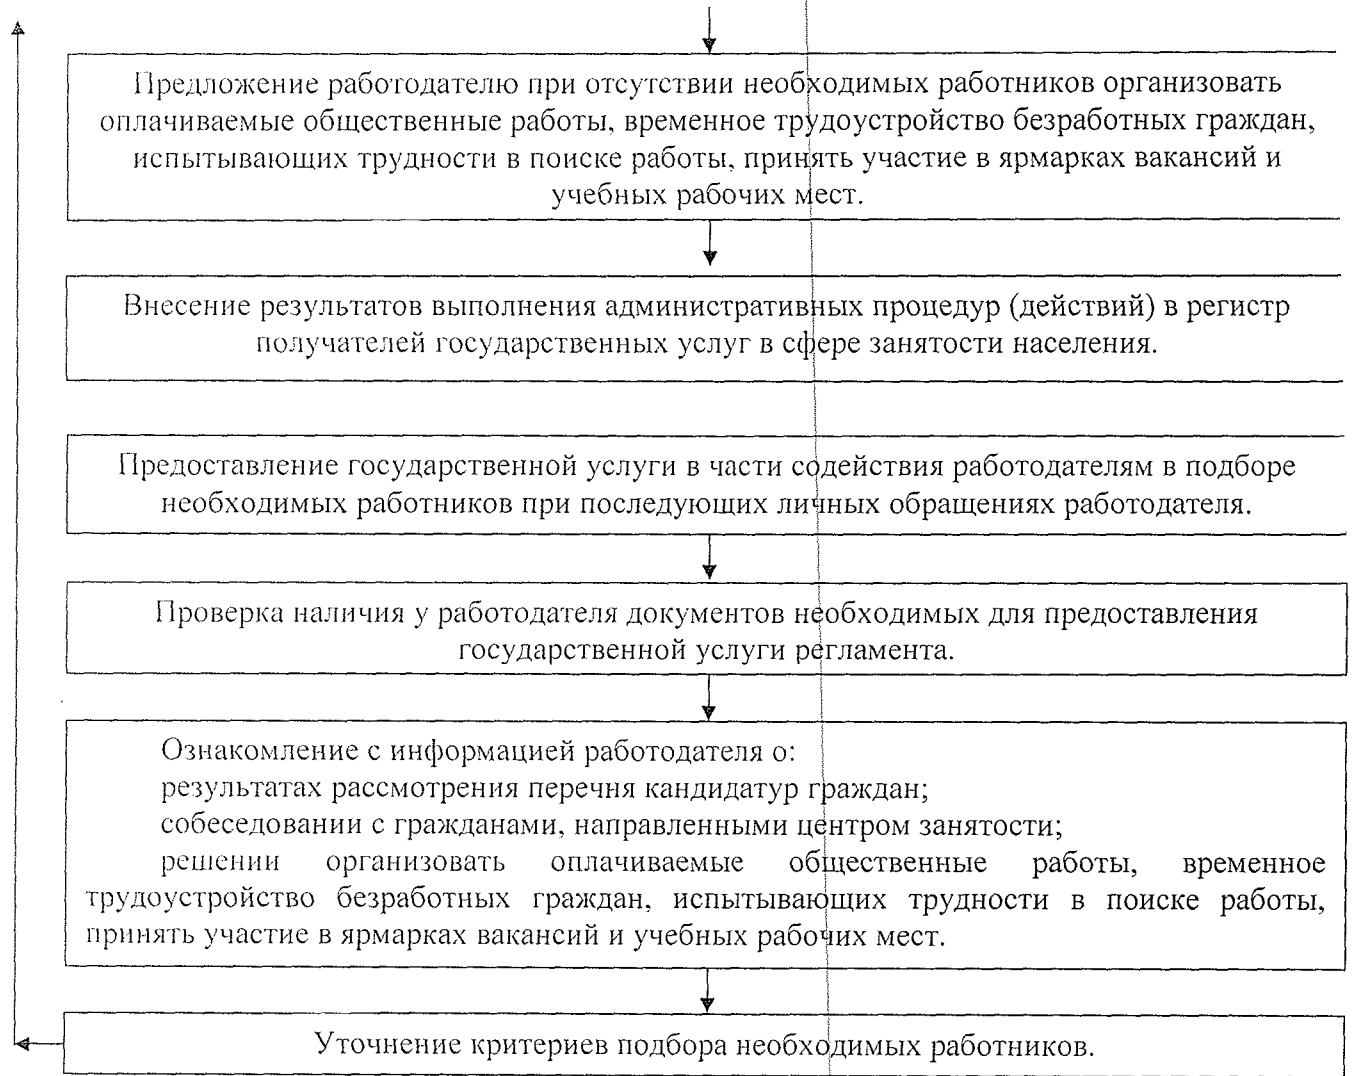 Предложение работодателю при отсутствии необходимых работников организовать
оплачиваемые общественные работы, временное трудоустройство безработных граждан,
испытывающих трудности в поиске работы, принять участие в ярмарках вакансий и
учебных рабочих мест.
Внесение результатов выполнения административных процедур (действий) в регистр
получателей государственных услуг в сфере занятости населения.
Предоставление государственной услуги в части содействия работодателям в подборе
необходимых работников при последующих личных обращениях работодателя.
Проверка наличия у работодателя документов необходимых для предоставления
государственной услуги регламента.
Ознакомление с информацией работодателя о:
результатах рассмотрения перечня кандидатур граждан;
собеседовании с гражданами, направленными центром занятости;
решении организовать оплачиваемые общественные работы, временное
трудоустройство безработных граждан, испытывающих трудности в поиске работы,
принять участие в ярмарках вакансий и учебных рабочих мест.
Уточнение критериев подбора необходимых работников.